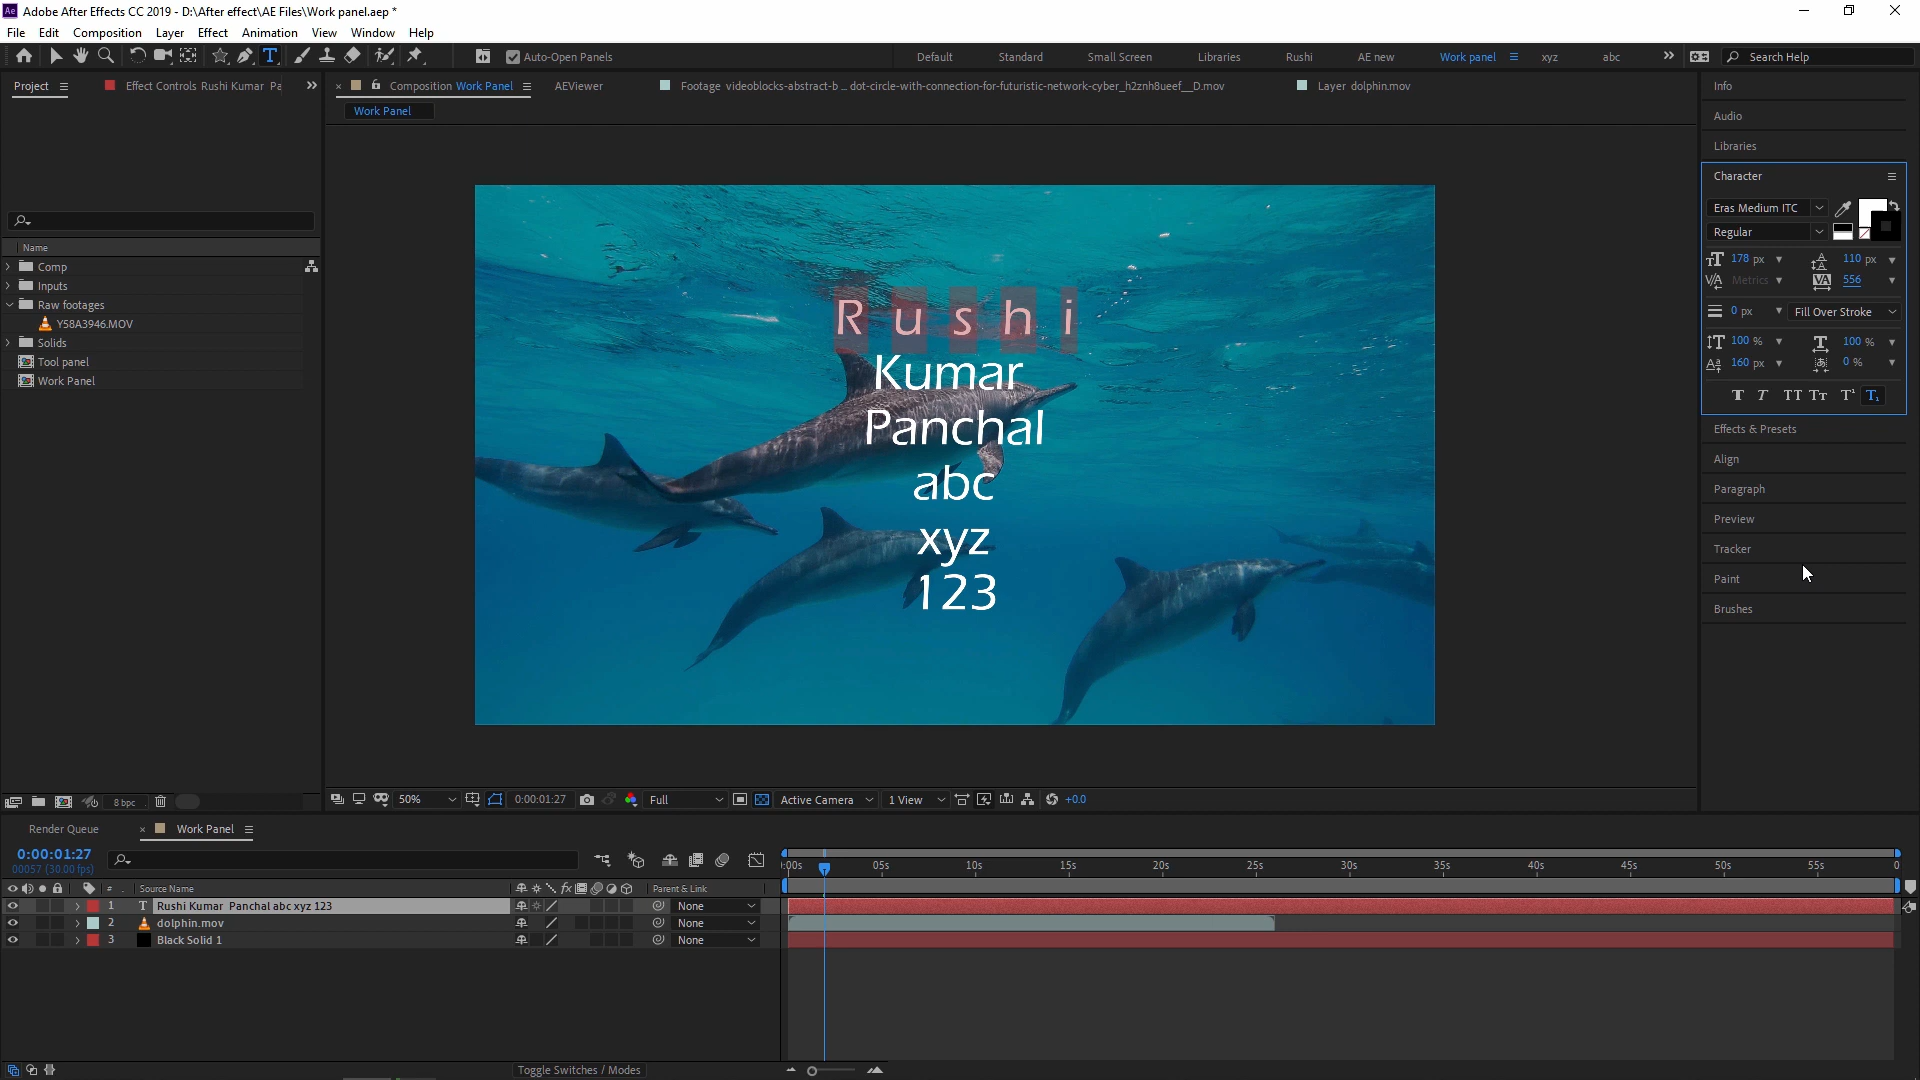 Adobe After Effects CC 2019 - D:\After effect\AE Files\Work panel.aep *
File Edit Composition Layer Effect Animation View Window Help
Auto-Open Panels
Default Standard Small Screen Libraries Rushi AE new Work panel xyz abc
Search Help
Project
Effect Controls Rushi Kumar Pa
Composition Work Panel
AEViewer
Footage videoblocks-abstract-b ... dot-circle-with-connection-for-futuristic-network-cyber_h2znh8ueef__D.mov
Layer dolphin.mov
Work Panel
Name
Comp
Inputs
Raw footages
Y58A3946.MOV
Solids
Tool panel
Work Panel
Rushi
Kumar
Panchal
abc
xyz
123
Info
Audio
Libraries
Character
Eras Medium ITC
Regular
178 px 110 px
Metrics 556
0 px Fill Over Stroke
100 % 100 %
160 px 0 %
Effects & Presets
Align
Paragraph
Preview
Tracker
Paint
Brushes
8 bpc
50% 0:00:01:27 Full Active Camera 1 View +0.0
Render Queue
Work Panel
0:00:01:27
00057 (30.00 fps)
:00s 05s 10s 15s 20s 25s 30s 35s 40s 45s 50s 55s 0
# Source Name Parent & Link
1 T Rushi Kumar Panchal abc xyz 123 None
2 dolphin.mov None
3 Black Solid 1 None
Toggle Switches / Modes